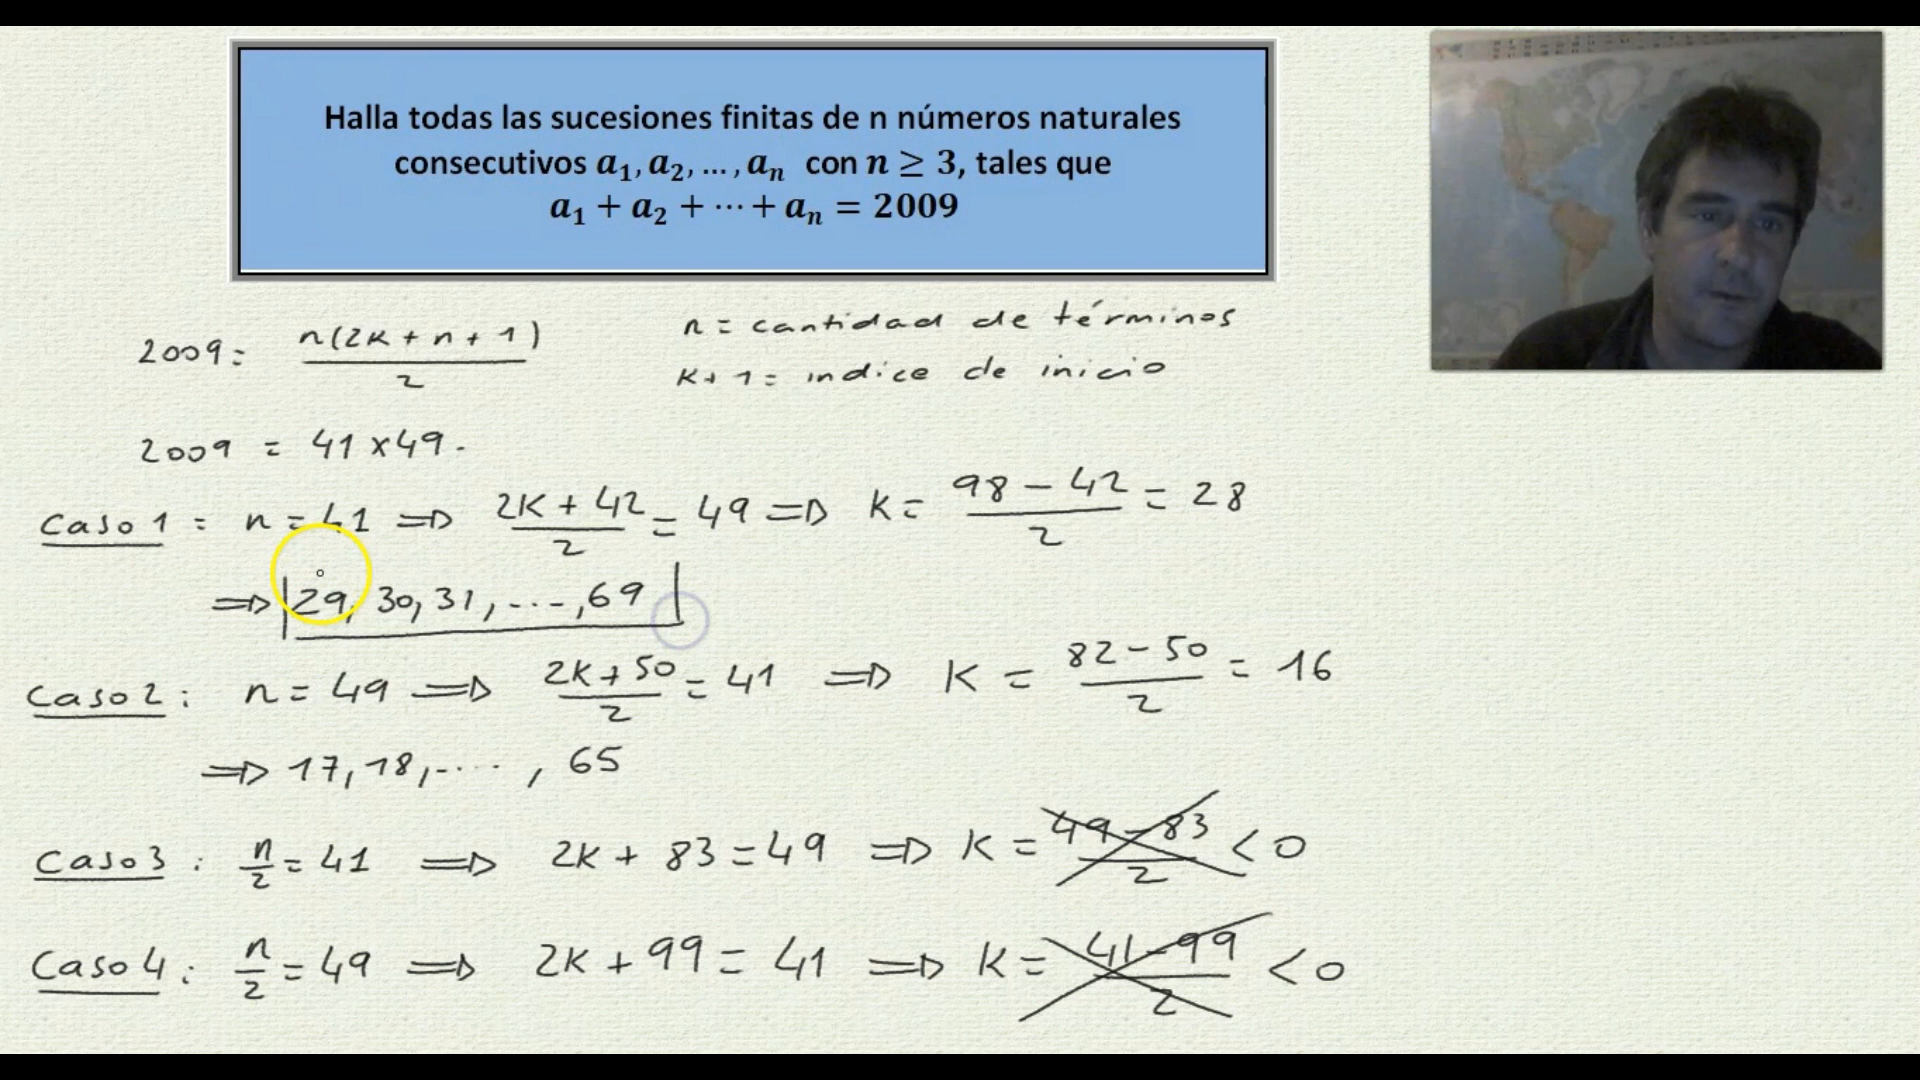 Halla todas las sucesiones finitas de n números naturales
consecutivos a₁, a₂, ..., aₙ con n ≥ 3, tales que
a₁ + a₂ + ⋯ + aₙ = 2009
2009 = n(2k + n + 1) / 2
n = cantidad de términos
k + 1 = indice de inicio
2009 = 41 x 49.
Caso 1 : n = 41 ⇒ (2k + 42) / 2 = 49 ⇒ k = (98 - 42) / 2 = 28
⇒ 29, 30, 31, ..., 69
Caso 2 : n = 49 ⇒ (2k + 50) / 2 = 41 ⇒ k = (82 - 50) / 2 = 16
⇒ 17, 18, ...., 65
Caso 3 : n/2 = 41 ⇒ 2k + 83 = 49 ⇒ k = (49 - 83) / 2 < 0
Caso 4 : n/2 = 49 ⇒ 2k + 99 = 41 ⇒ k = (41 - 99) / 2 < 0